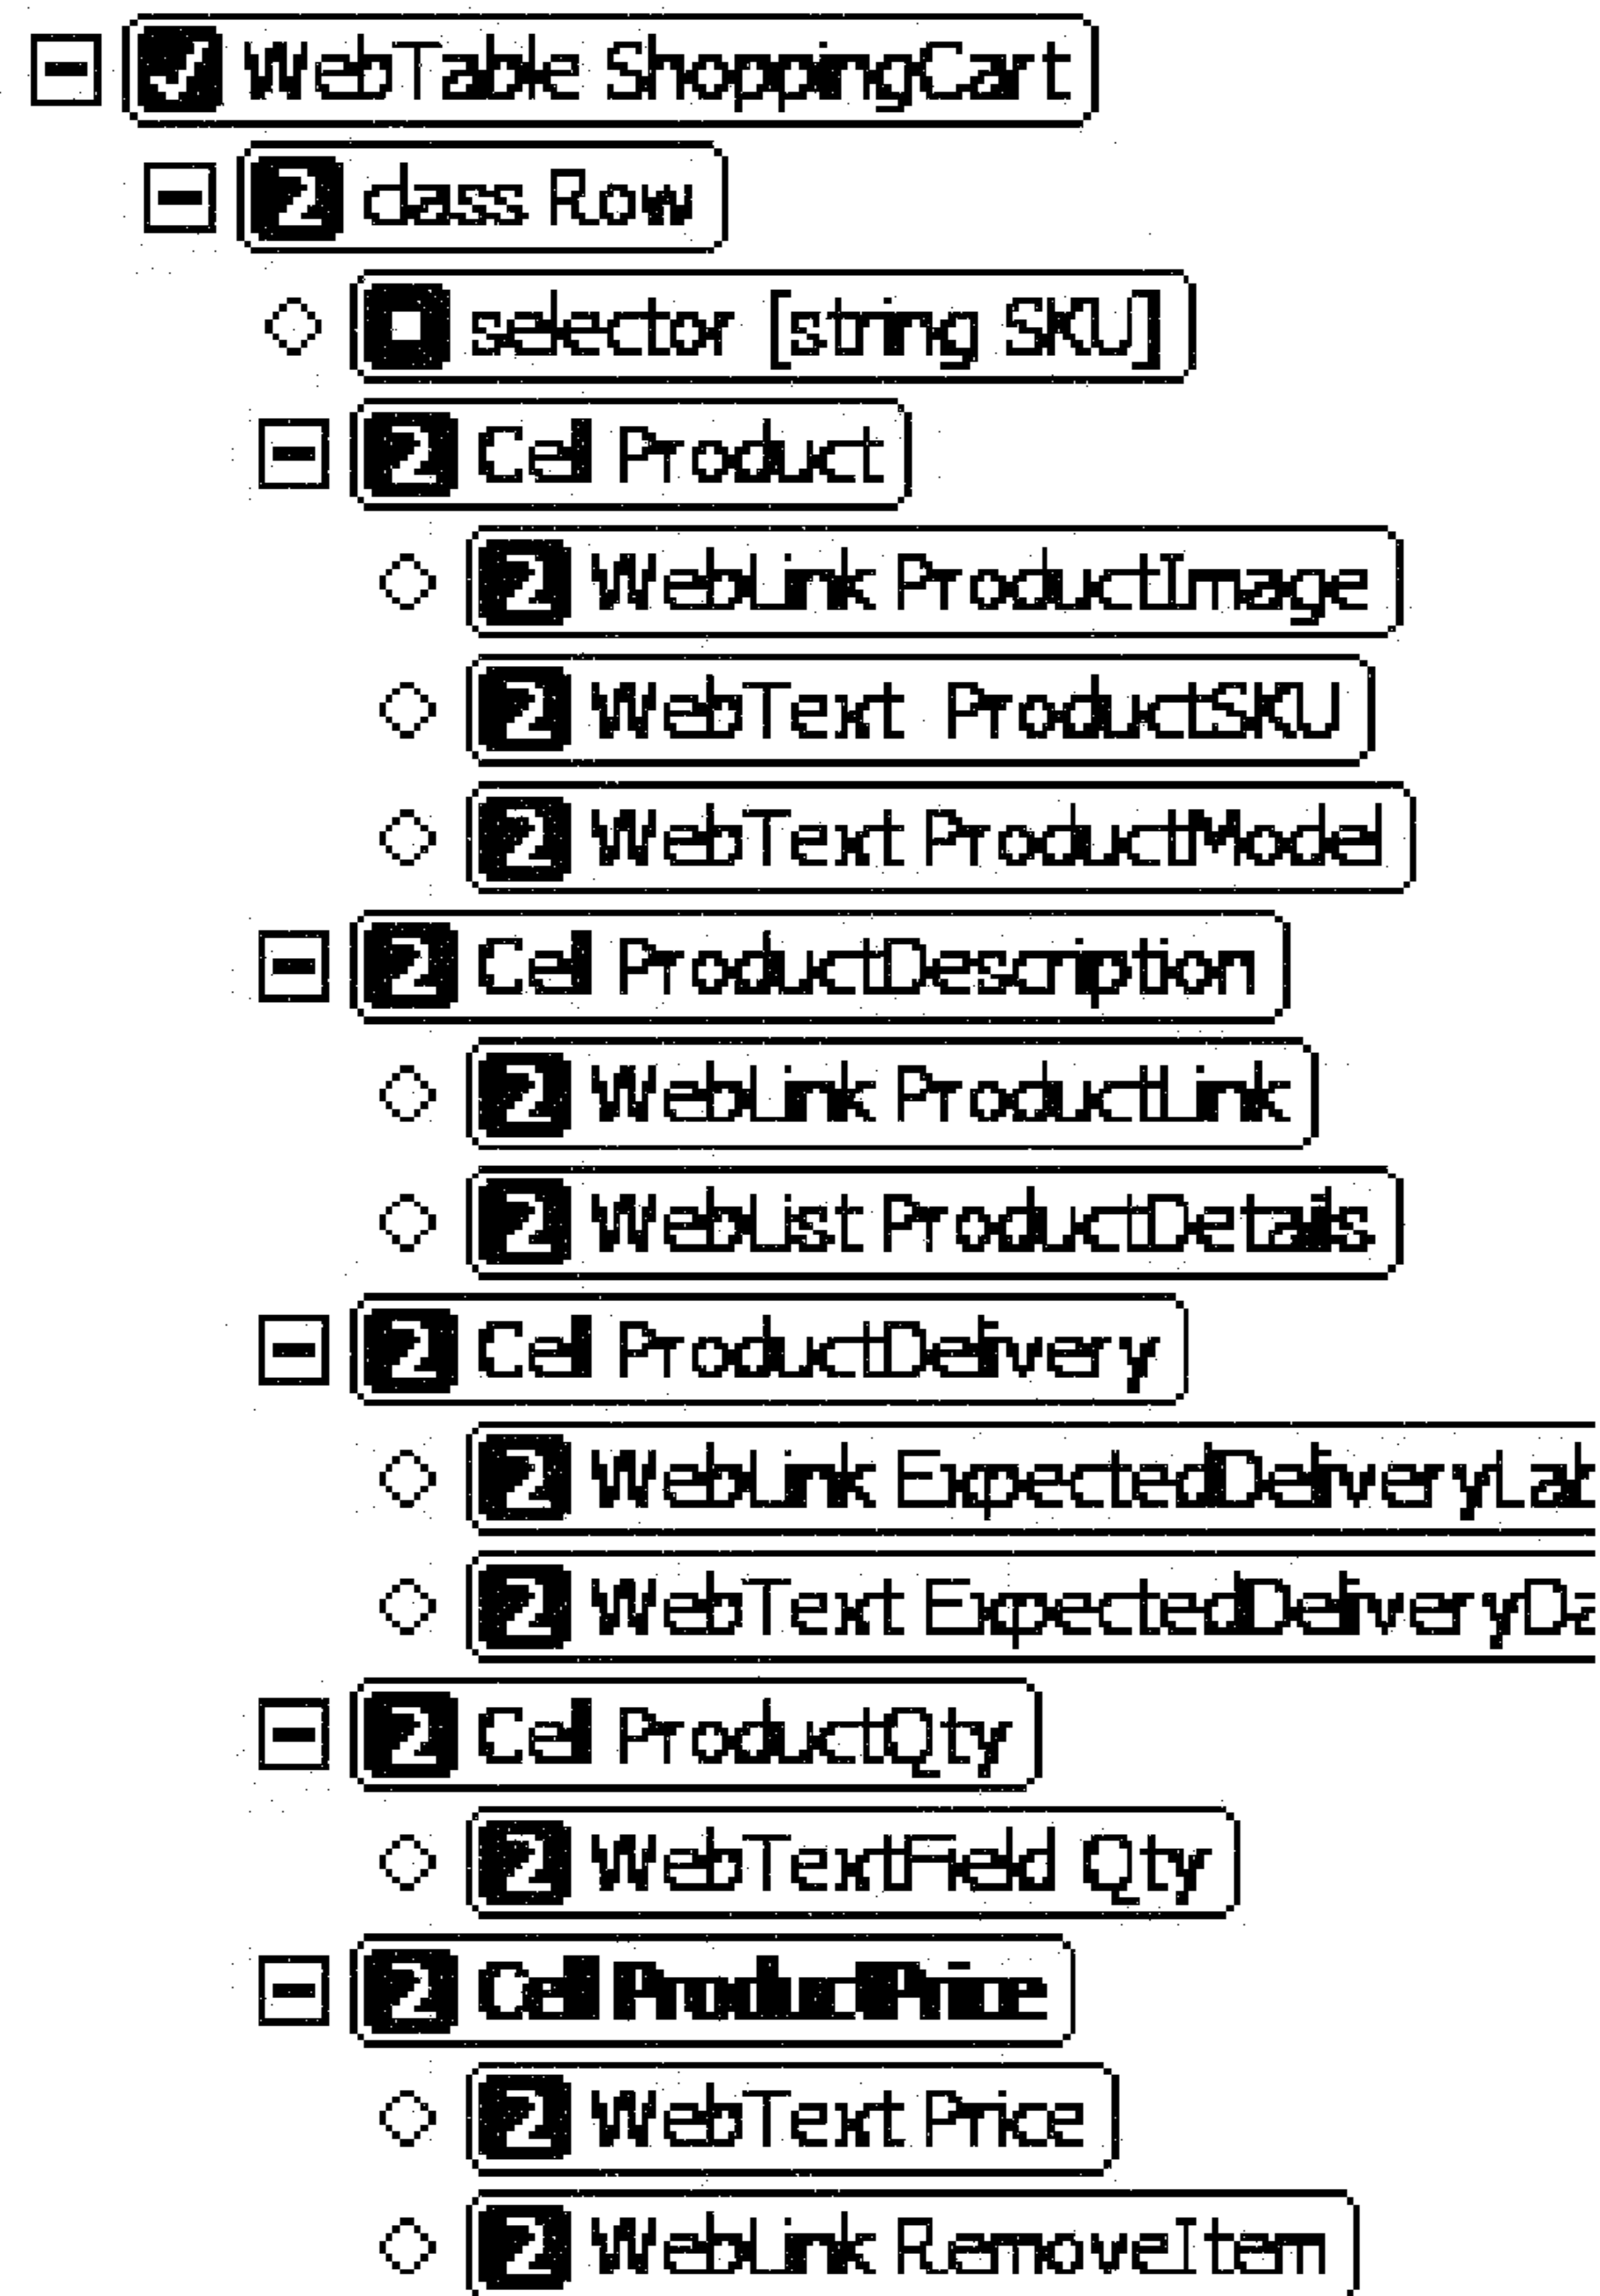 WebTable ShoppingCart
class Row
selector [string SKU]
Cell Product
WebLink ProductImage
WebText ProductSKU
WebText ProductModel
Cell ProductDescription
WebLink ProductLink
WebList ProductDetails
Cell ProductDelivery
WebLink ExpectedDeliveryLab
WebText ExpectedDeliveryDa
Cell ProductQty
WebTextField Qty
Cell ProductPrice
WebText Price
WebLink RemoveItem